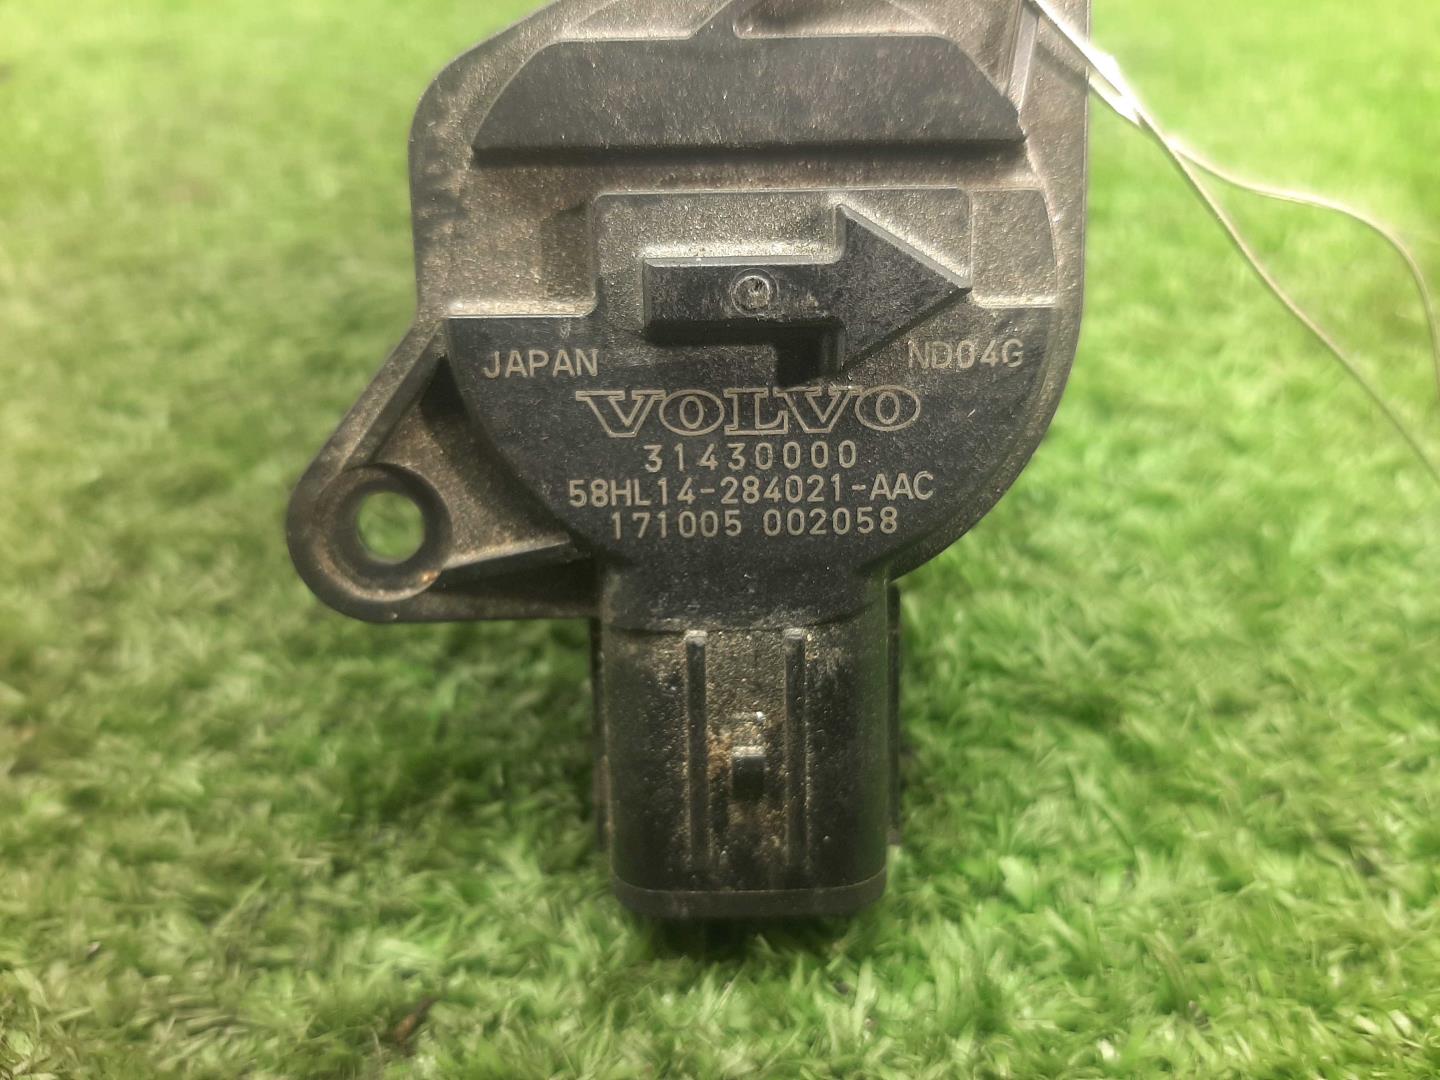 JAPAN ND04G
VOLVO
31430000
58HL14-284021-AAC
171005 002058